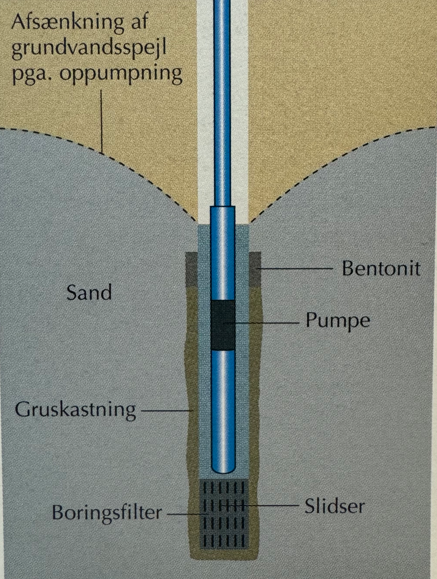 Afsænkning af
grundvandsspejl
pga. oppumpning
Bentonit
Sand
Pumpe
Gruskastning
Boringsfilter
Slidser